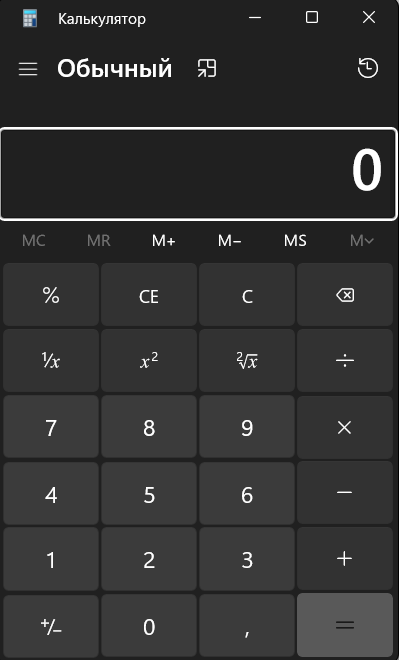 Калькулятор
Обычный
0
MC MR M+ M− MS M
% CE C
¹/x x² ²√x ÷
7 8 9 ×
4 5 6 −
1 2 3 +
+/− 0 , =